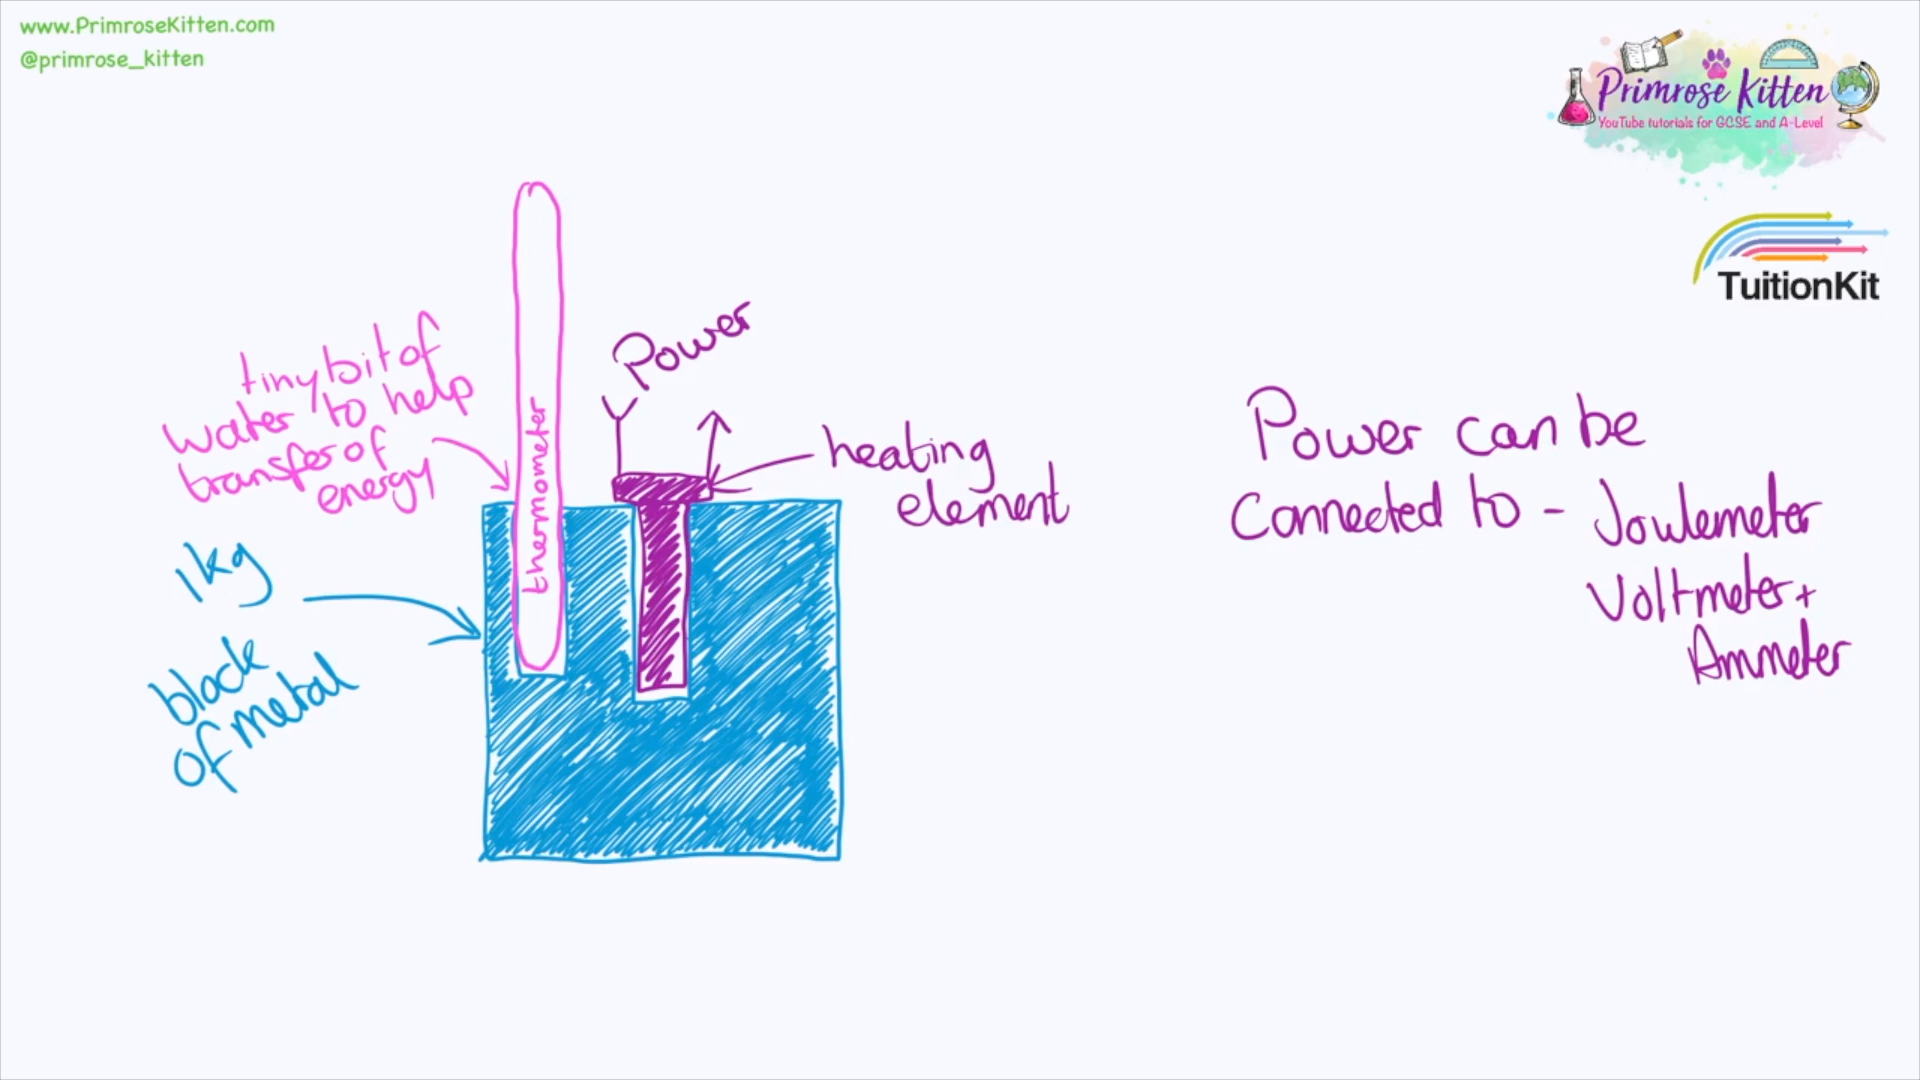 www.PrimroseKitten.com
@primrose_kitten
Primrose Kitten
YouTube tutorials for GCSE and A-Level
TuitionKit
tiny bit of
water to help
transfer of
energy
thermometer
Power
heating
element
1kg
block
of metal
Power can be
Connected to - Joulemeter
Voltmeter +
Ammeter